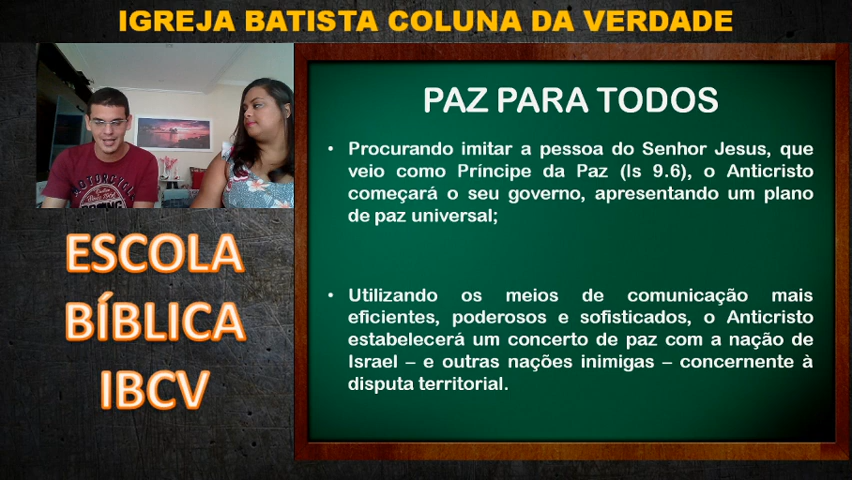 IGREJA BATISTA COLUNA DA VERDADE
PAZ PARA TODOS
• Procurando imitar a pessoa do Senhor Jesus, que
veio como Príncipe da Paz (Is 9.6), o Anticristo
começará o seu governo, apresentando um plano
de paz universal;
• Utilizando os meios de comunicação mais
eficientes, poderosos e sofisticados, o Anticristo
estabelecerá um concerto de paz com a nação de
Israel – e outras nações inimigas – concernente à
disputa territorial.
MOTORCYCLE
ESCOLA
BÍBLICA
IBCV